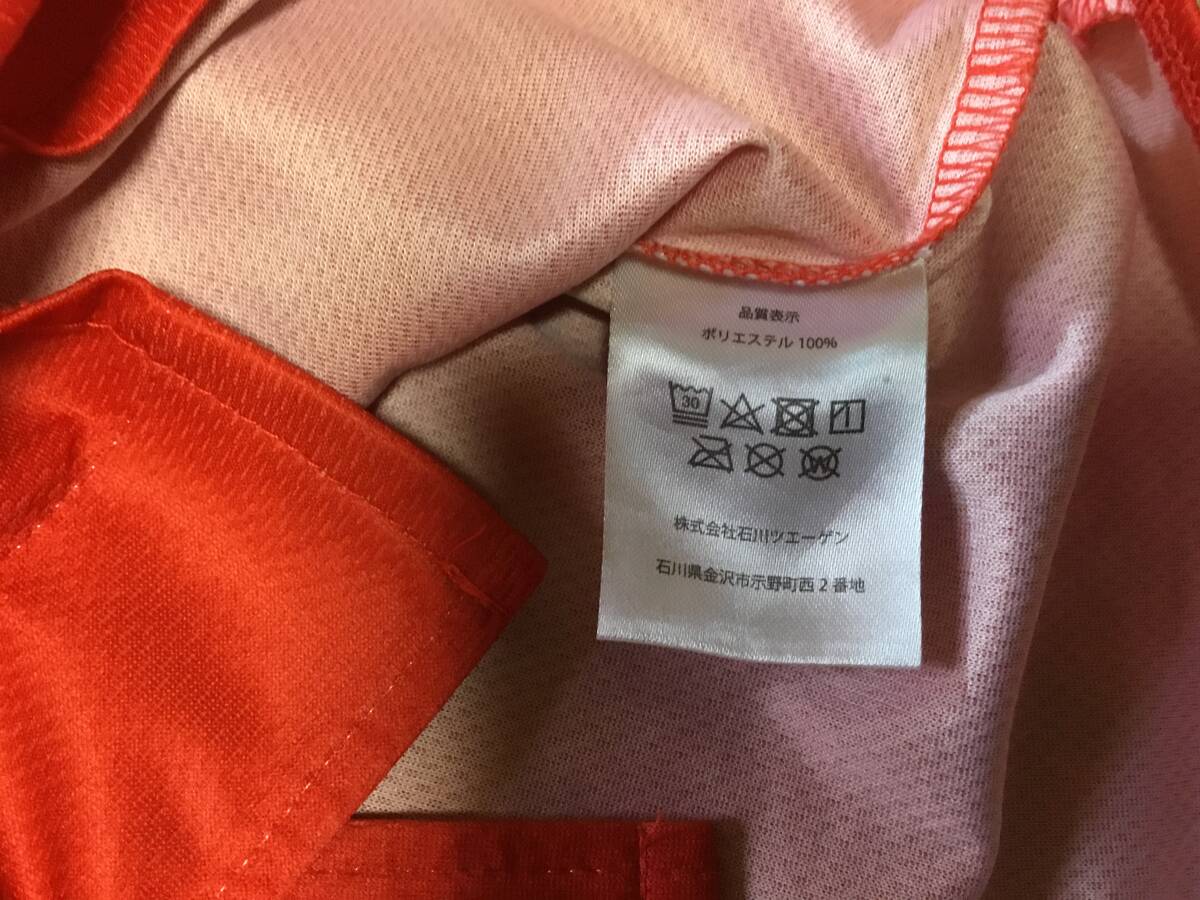 品質表示
ポリエステル 100%
30
W
株式会社石川ツエーゲン
石川県金沢市示野町西 2 番地